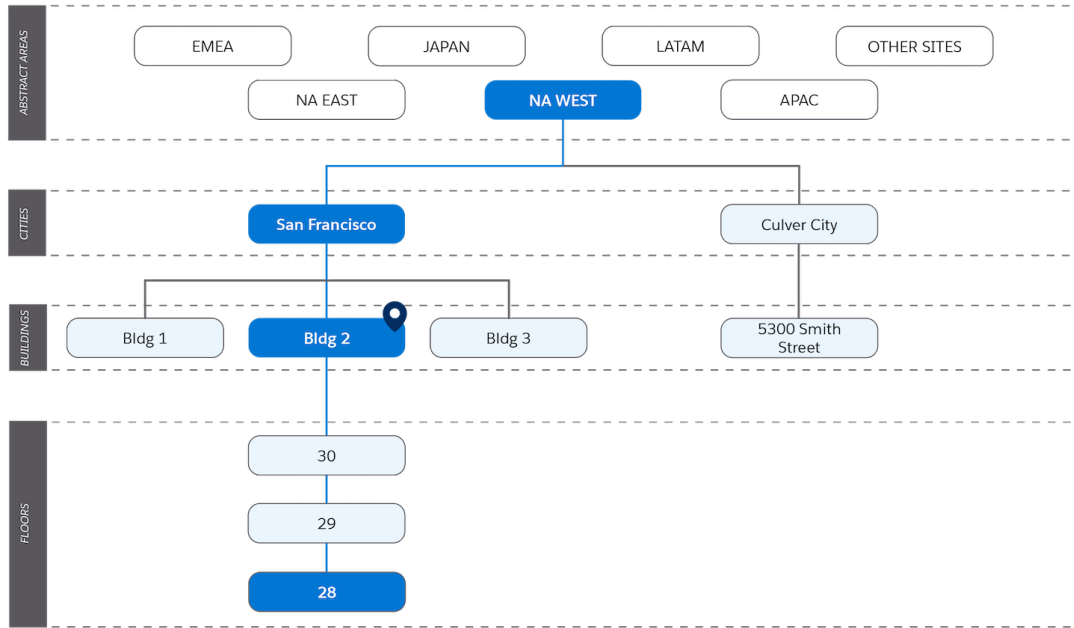 ABSTRACT AREAS
EMEA
JAPAN
LATAM
OTHER SITES
NA EAST
NA WEST
APAC
CITIES
San Francisco
Culver City
BUILDINGS
Bldg 1
Bldg 2
Bldg 3
5300 Smith
Street
FLOORS
30
29
28